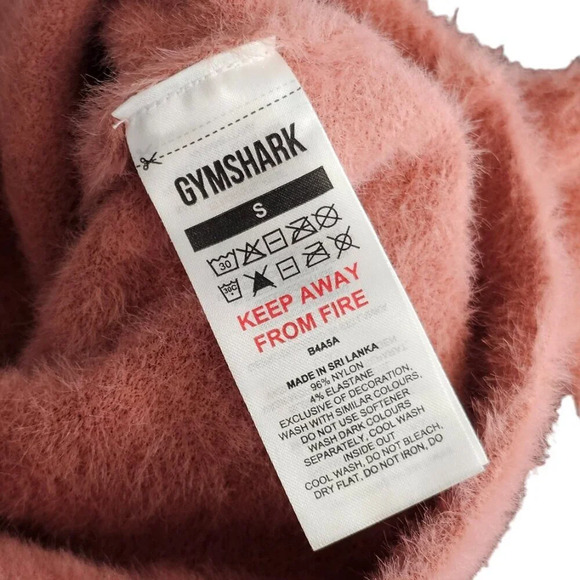 GYMSHARK
S
30
30C
KEEP AWAY
FROM FIRE
B4A5A
MADE IN SRI LANKA
96% NYLON
4% ELASTANE
EXCLUSIVE OF DECORATION,
WASH WITH SIMILAR COLOURS,
DO NOT USE SOFTENER
WASH DARK COLOURS
SEPARATELY, COOL WASH
INSIDE OUT
COOL WASH, DO NOT BLEACH,
DRY FLAT, DO NOT IRON, DO